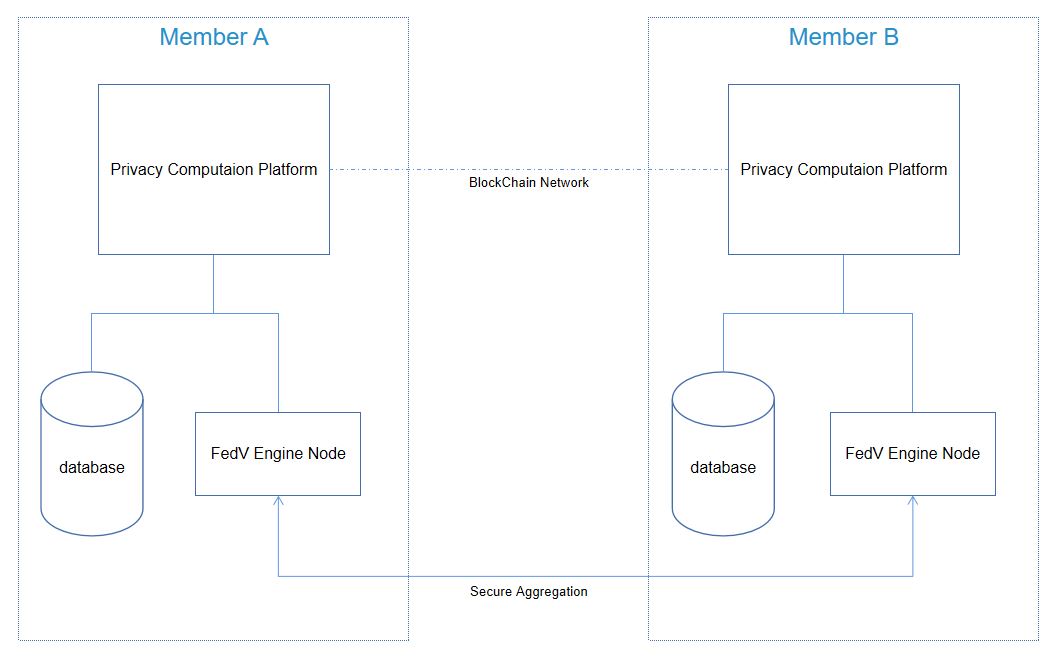 Member A
Member B
Privacy Computaion Platform
Privacy Computaion Platform
BlockChain Network
database
FedV Engine Node
database
FedV Engine Node
Secure Aggregation